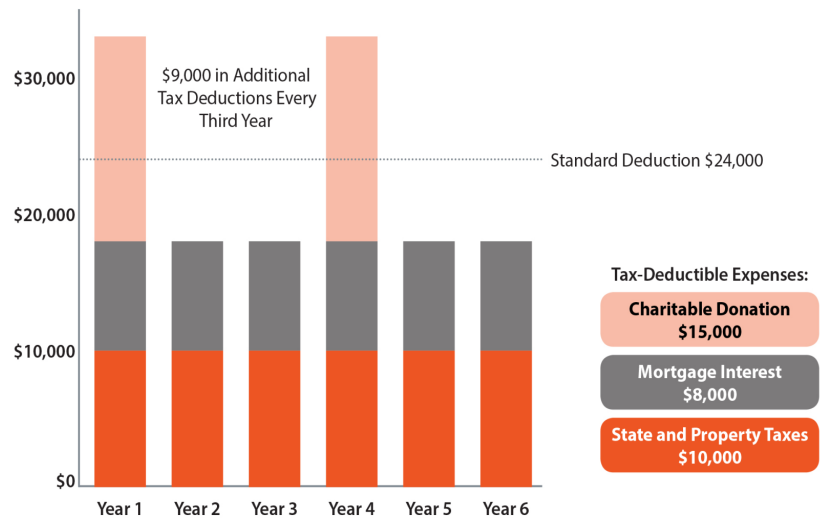 $30,000
$9,000 in Additional
Tax Deductions Every
Third Year
Standard Deduction $24,000
$20,000
Tax-Deductible Expenses:
Charitable Donation
$15,000
$10,000
Mortgage Interest
$8,000
State and Property Taxes
$10,000
$0
Year 1 Year 2 Year 3 Year 4 Year 5 Year 6